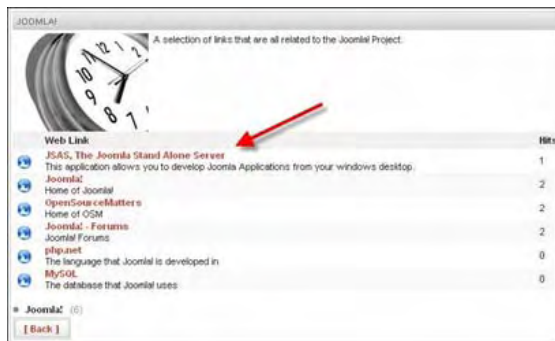 JOOMLA!
A selection of links that are all related to the Joomla! Project.
Web Link Hits
JSAS, The Joomla Stand Alone Server 1
This application allows you to develop Joomla Applications from your windows desktop.
Joomla! 2
Home of Joomla!
OpenSourceMatters 2
Home of OSM
Joomla! - Forums 2
Joomla! Forums
php.net 0
The language that Joomla! is developed in
MySQL 0
The database that Joomla! uses
Joomla! (6)
[ Back ]